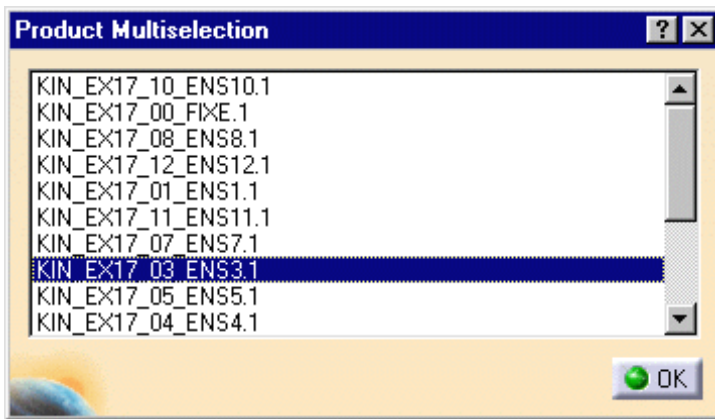 Product Multiselection
KIN_EX17_10_ENS10.1
KIN_EX17_00_FIXE.1
KIN_EX17_08_ENS8.1
KIN_EX17_12_ENS12.1
KIN_EX17_01_ENS1.1
KIN_EX17_11_ENS11.1
KIN_EX17_07_ENS7.1
KIN_EX17_03_ENS3.1
KIN_EX17_05_ENS5.1
KIN_EX17_04_ENS4.1
OK